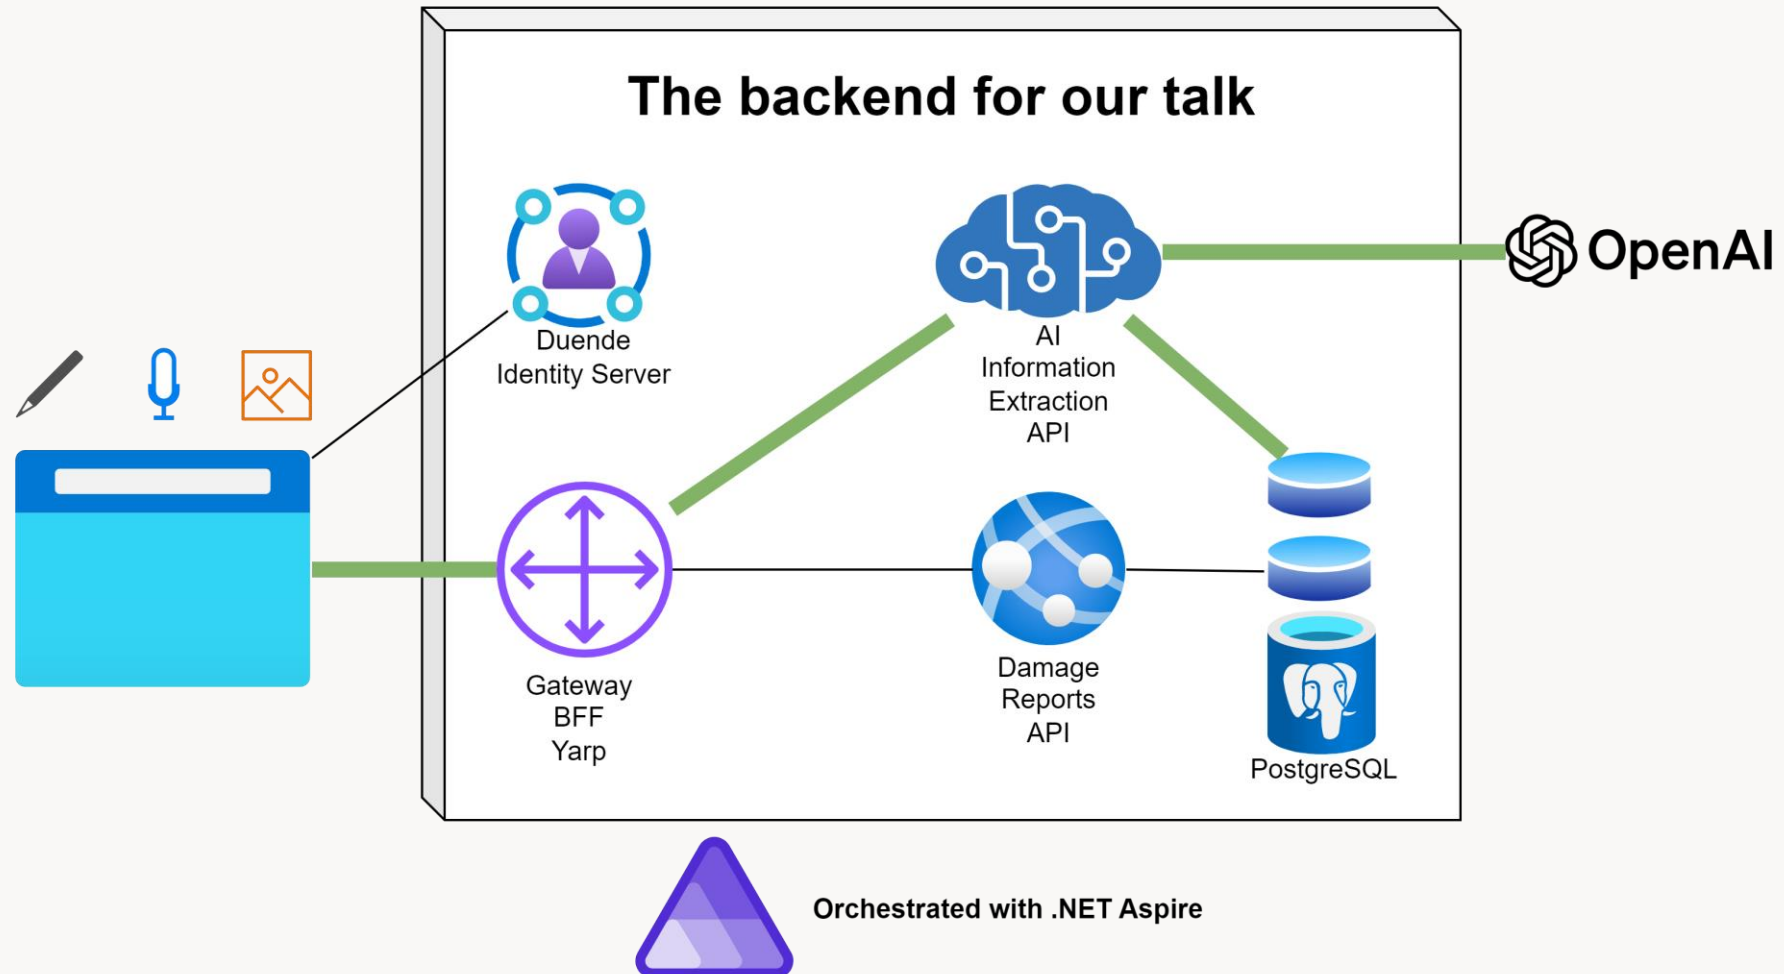 The backend for our talk
Duende
Identity Server
AI
Information
Extraction
API
OpenAI
Gateway
BFF
Yarp
Damage
Reports
API
PostgreSQL
Orchestrated with .NET Aspire